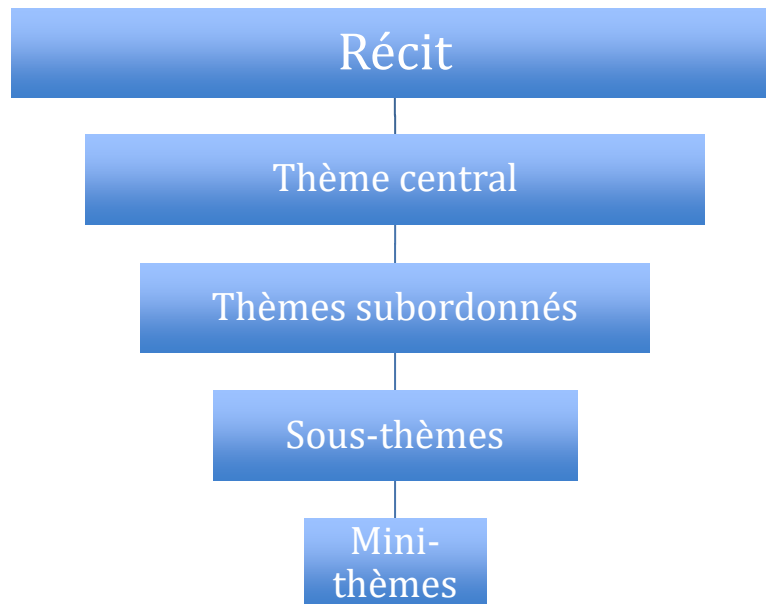 Récit
Thème central
Thèmes subordonnés
Sous-thèmes
Mini-
thèmes